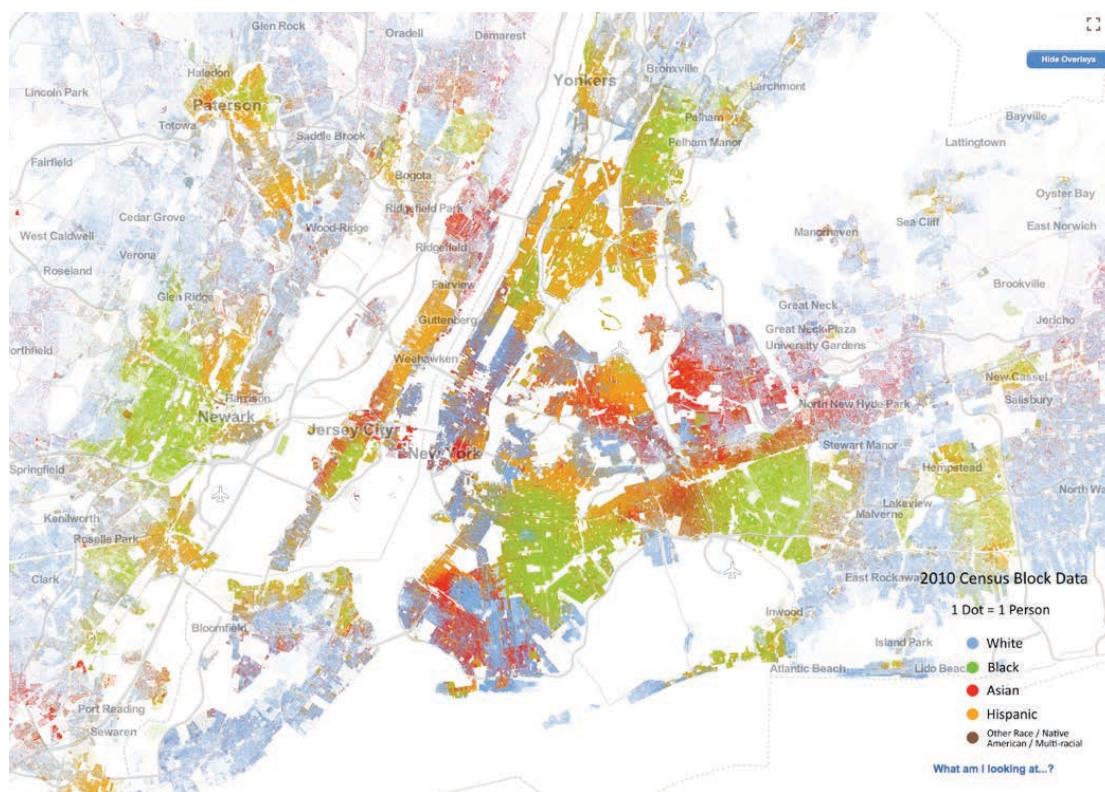 Glen Rock
Oradell
Demarest
Hide Overlays
Haledon
Yonkers
Bronxville
Lincoln Park
Paterson
Larchmont
Totowa
Pelham
Bayville
Saddle Brook
Pelham Manor
Lattingtown
Fairfield
Bogota
Oyster Bay
Ridgefield Park
Cedar Grove
Wood-Ridge
Sea Cliff
East Norwich
West Caldwell
Manorhaven
Verona
Ridgefield
Roseland
Fairview
Brookville
Glen Ridge
Great Neck
Guttenberg
Jericho
Great Neck Plaza
University Gardens
orthfield
Weehawken
New Cassel
Harrison
Salisbury
Newark
North New Hyde Park
Jersey City
New York
Stewart Manor
Springfield
Hempstead
North Wa
Kenilworth
Lakeview
Malverne
Roselle Park
Clark
East Rockawa
2010 Census Block Data
1 Dot = 1 Person
Inwood
Bloomfield
Island Park
White
Atlantic Beach
Lido Beac
Black
Asian
Port Reading
Hispanic
Sewaren
Other Race / Native
American / Multi-racial
What am I looking at...?